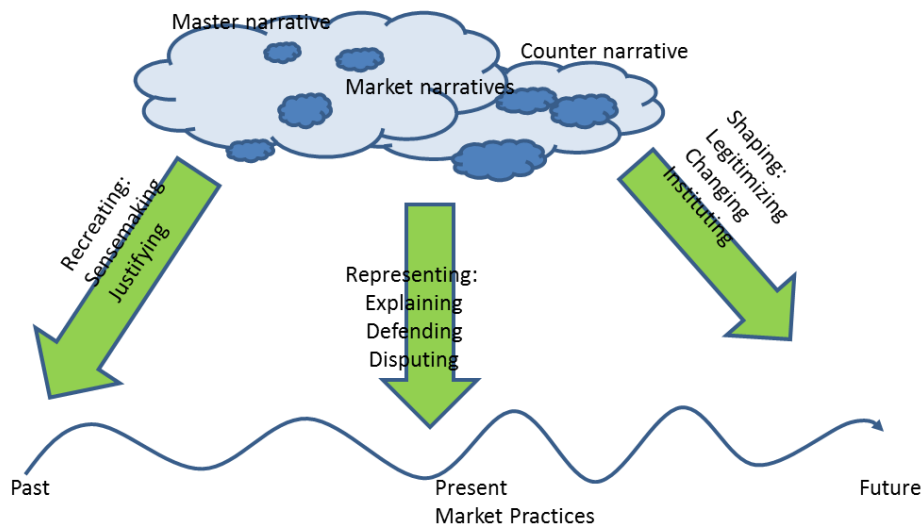 Master narrative
Counter narrative
Market narratives
Recreating:
Sensemaking
Justifying
Representing:
Explaining
Defending
Disputing
Shaping:
Legitimizing
Changing
Instituting
Past
Present
Future
Market Practices